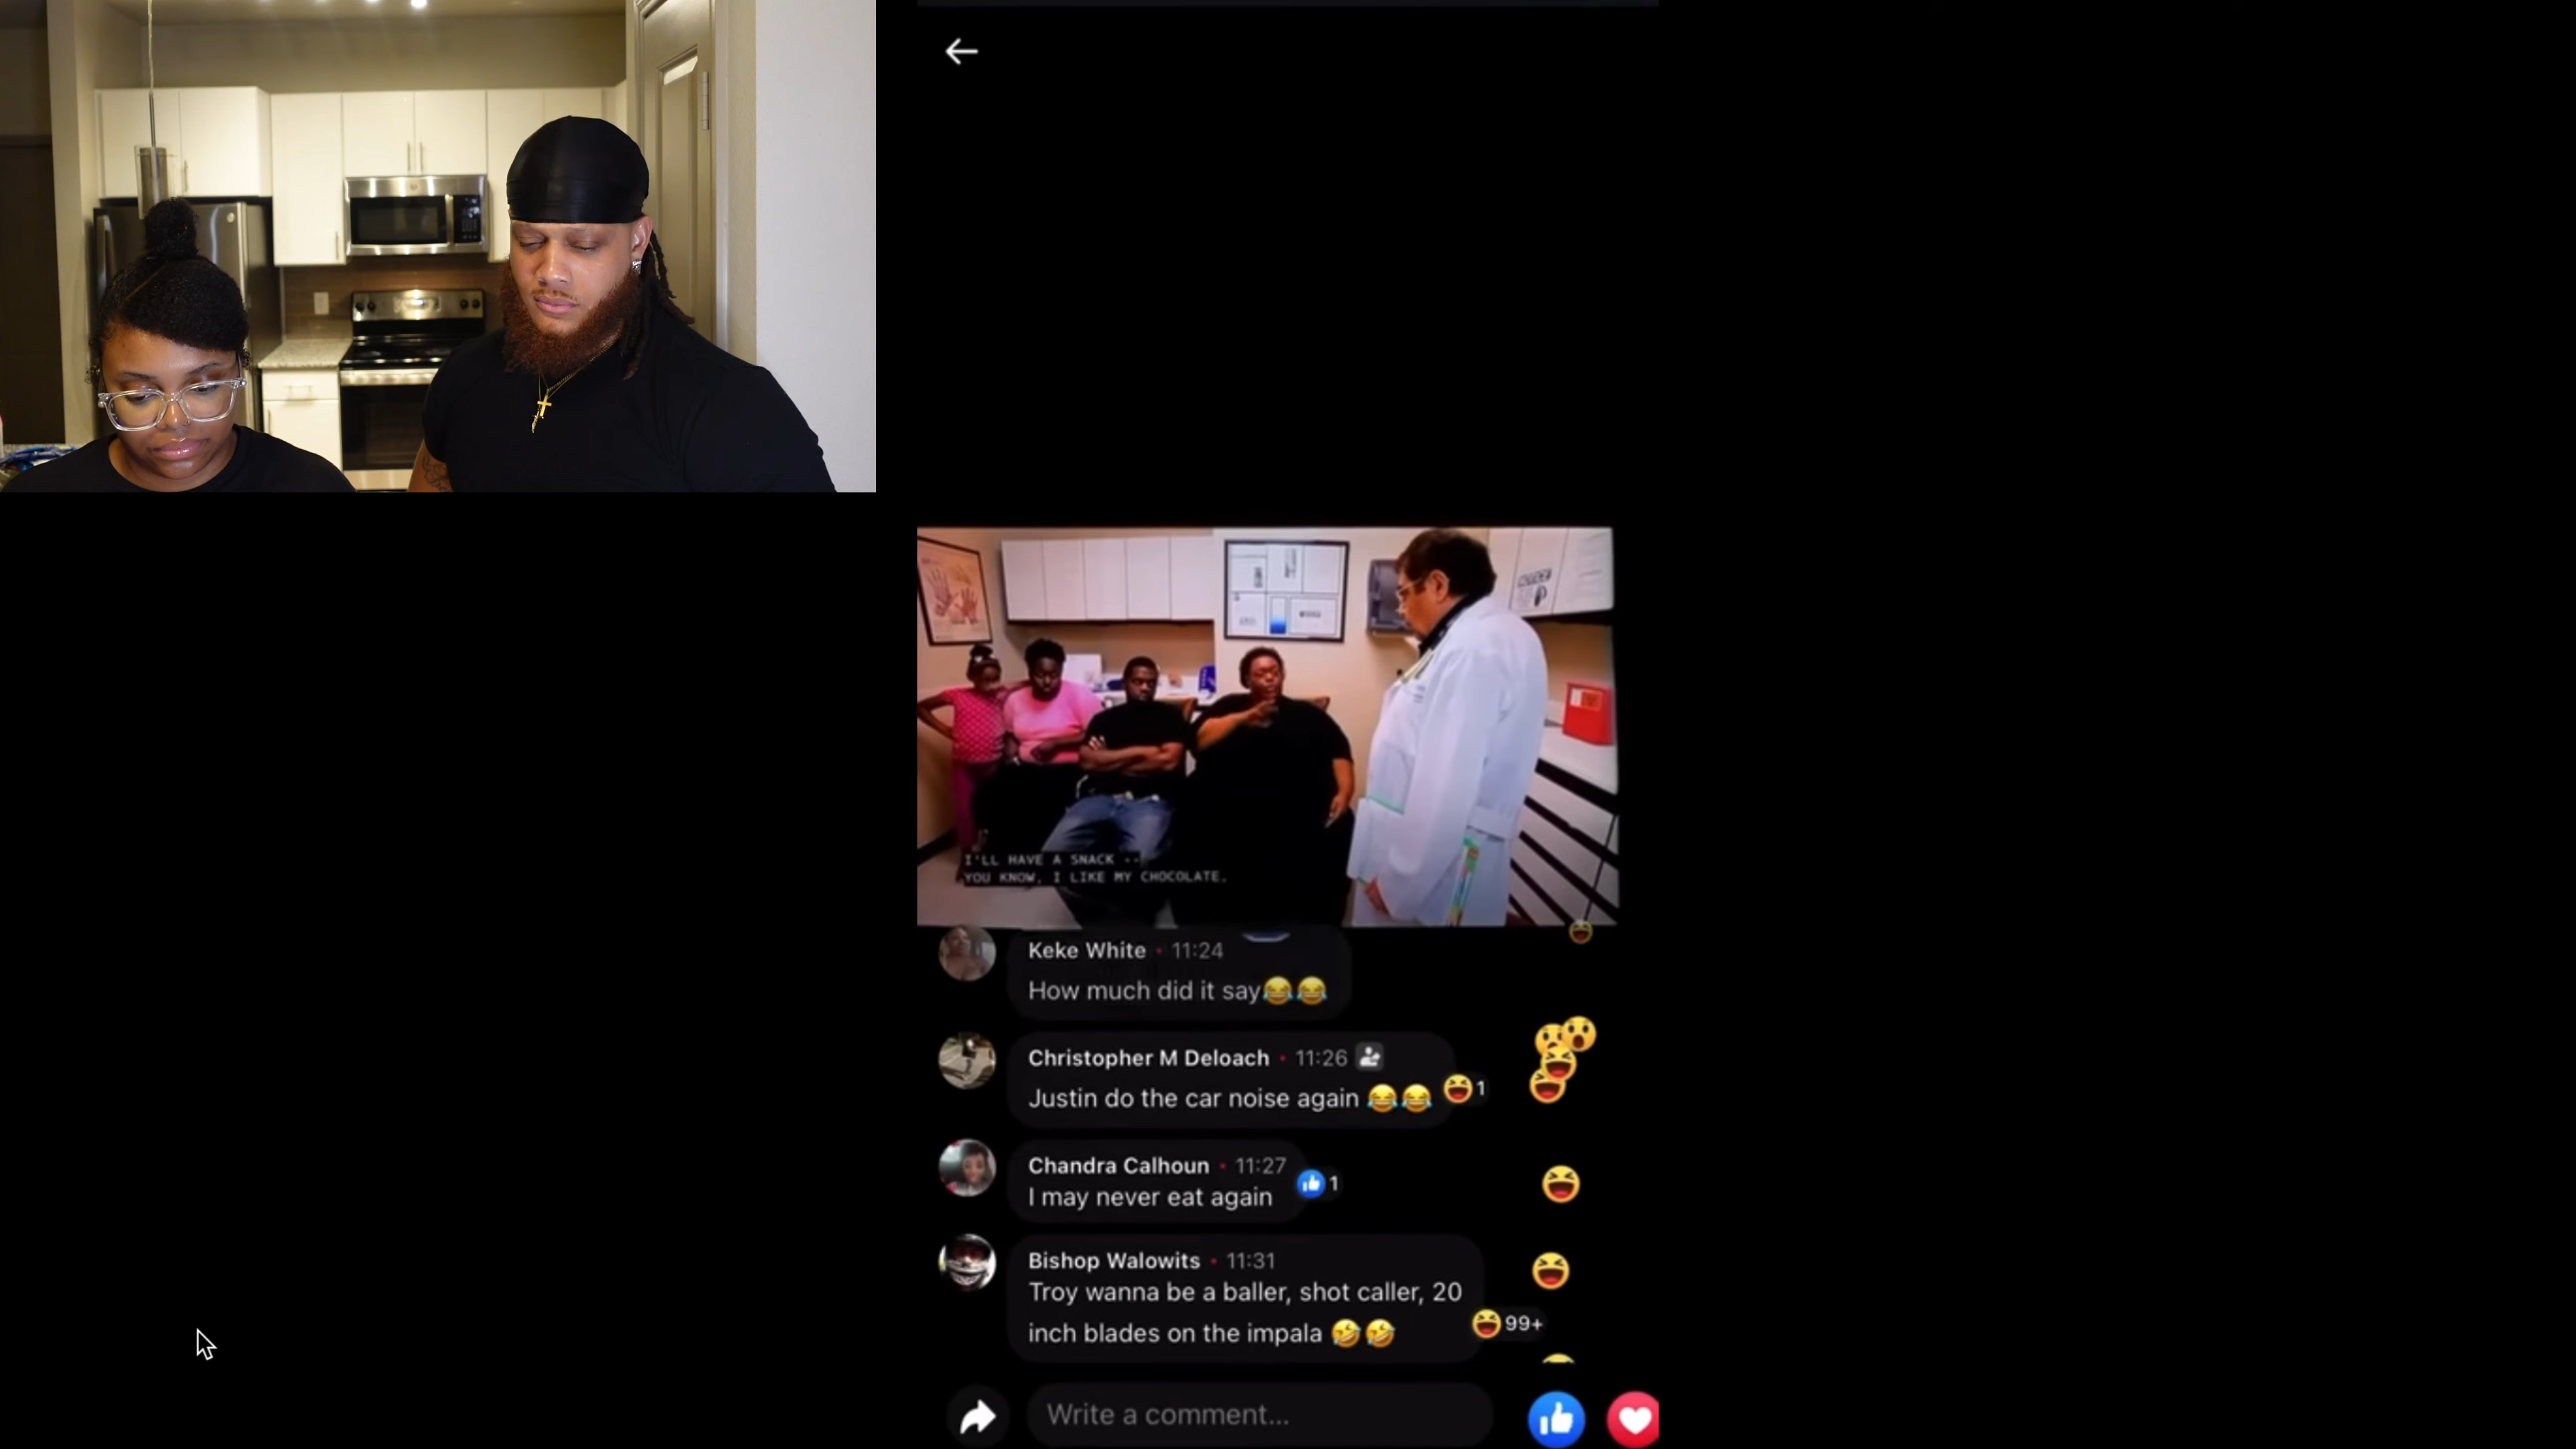 I'LL HAVE A SNACK --
YOU KNOW, I LIKE MY CHOCOLATE.
Keke White • 11:24
How much did it say😂😂
Christopher M Deloach • 11:26
Justin do the car noise again 😂😂
😆 1
Chandra Calhoun • 11:27
I may never eat again
👍 1
Bishop Walowits • 11:31
Troy wanna be a baller, shot caller, 20
inch blades on the impala 🤣🤣
😆 99+
Write a comment...